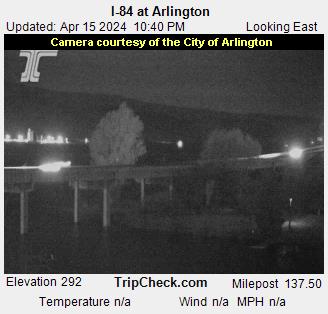 I-84 at Arlington
Updated: Apr 15 2024 10:40 PM Looking East
Camera courtesy of the City of Arlington
Elevation 292 TripCheck.com Milepost 137.50
Temperature n/a Wind n/a MPH n/a